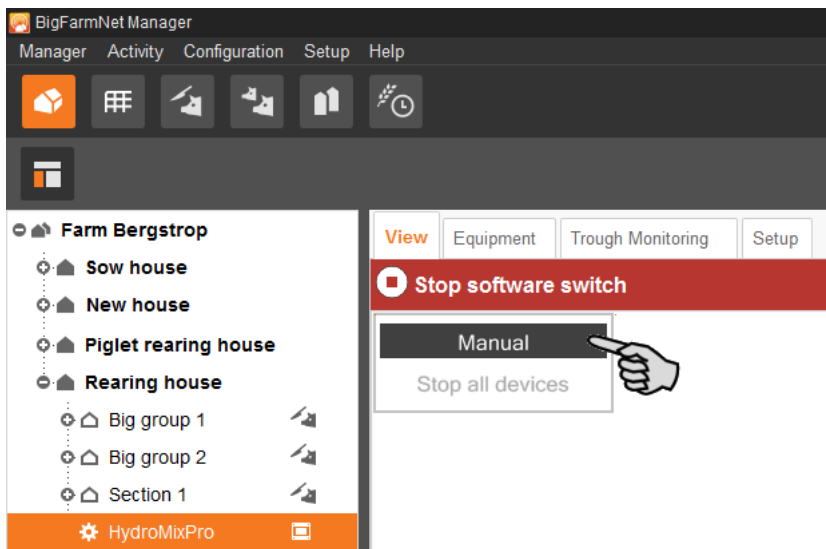 BigFarmNet Manager
Manager Activity Configuration Setup Help
Farm Bergstrop
Sow house
New house
Piglet rearing house
Rearing house
Big group 1
Big group 2
Section 1
HydroMixPro
View Equipment Trough Monitoring Setup
Stop software switch
Manual
Stop all devices